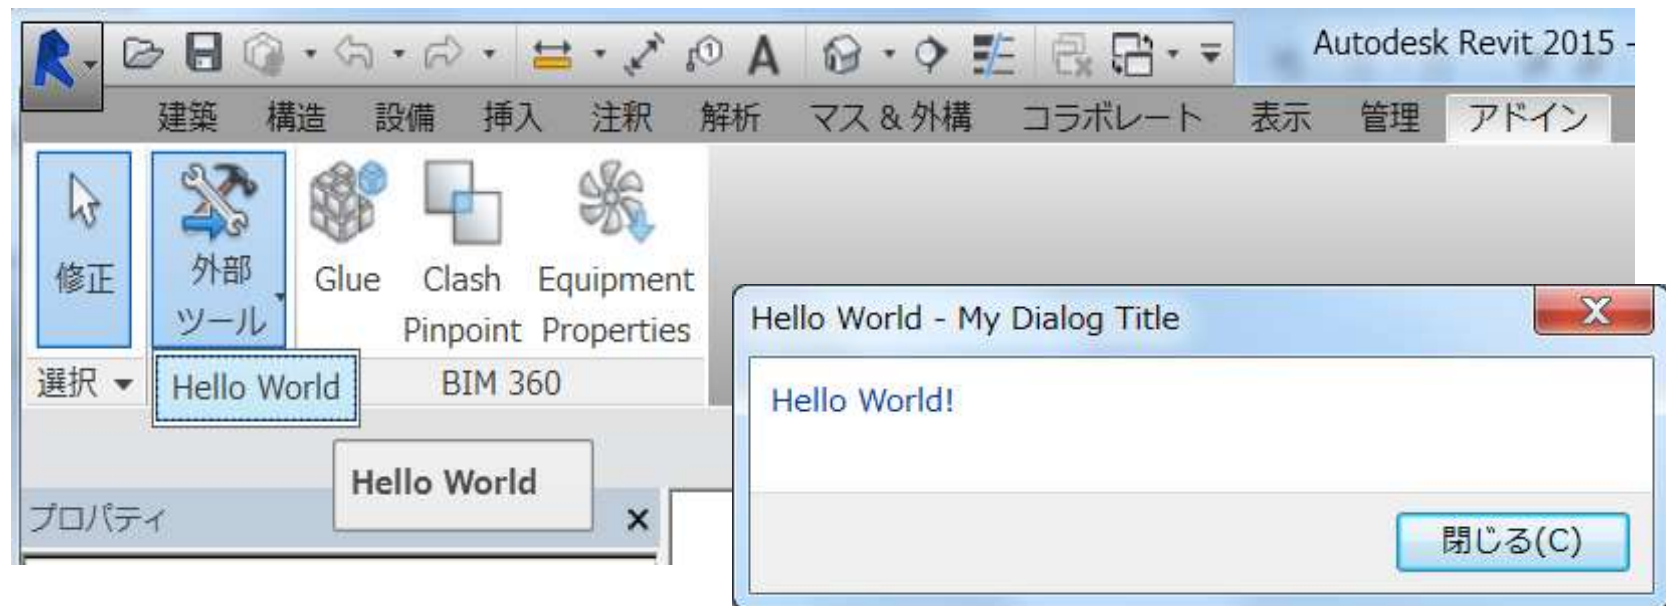 Autodesk Revit 2015 -
建築 構造 設備 挿入 注釈 解析 マス & 外構 コラボレート 表示 管理 アドイン
修正
外部
ツール
Glue
Clash
Pinpoint
Equipment
Properties
選択
BIM 360
Hello World
Hello World
プロパティ
Hello World - My Dialog Title
Hello World!
閉じる(C)